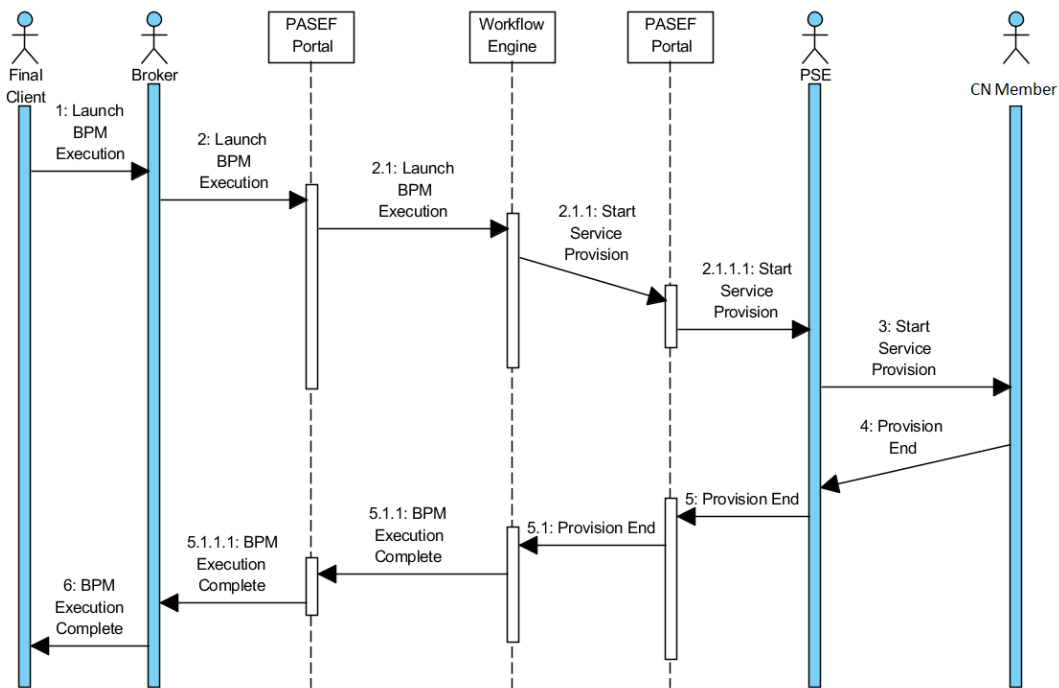 PASEF
Portal
Workflow
Engine
PASEF
Portal
Final
Client
Broker
PSE
CN Member
1: Launch
BPM
Execution
2: Launch
BPM
Execution
2.1: Launch
BPM
Execution
2.1.1: Start
Service
Provision
2.1.1.1: Start
Service
Provision
3: Start
Service
Provision
4: Provision
End
5: Provision End
5.1: Provision End
5.1.1: BPM
Execution
Complete
5.1.1.1: BPM
Execution
Complete
6: BPM
Execution
Complete